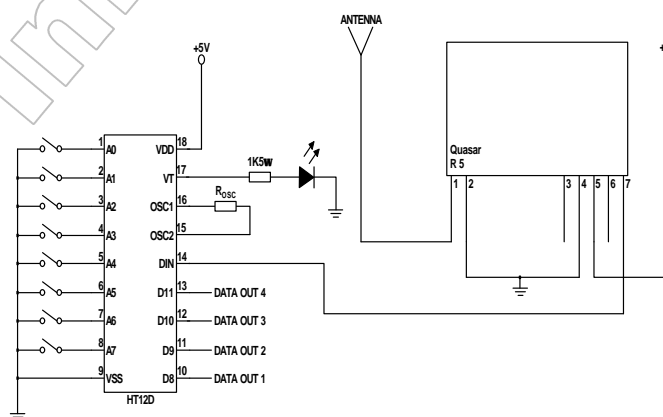 ANTENNA
+5V
+
Quasar
R 5
1 2 3 4 5 6 7
1K5W
1 A0 VDD 18
2 A1 VT 17
3 A2 OSC1 16
ROSC
4 A3 OSC2 15
5 A4 DIN 14
6 A5 D11 13 DATA OUT 4
7 A6 D10 12 DATA OUT 3
8 A7 D9 11 DATA OUT 2
9 VSS D8 10 DATA OUT 1
HT12D